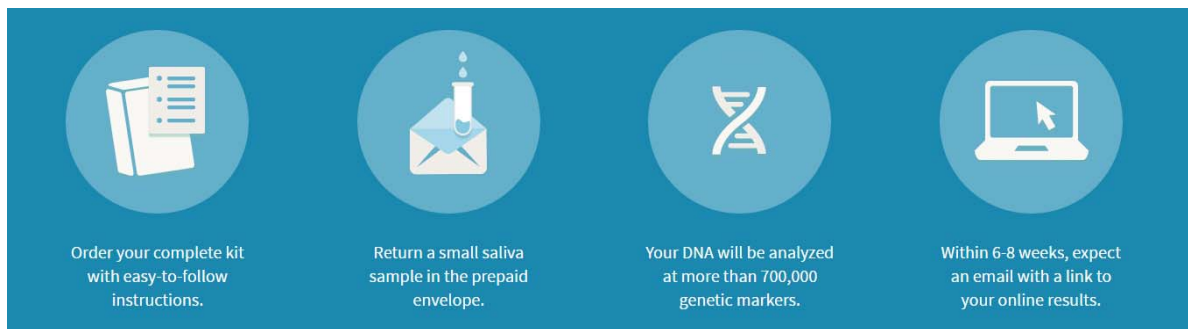 Order your complete kit
with easy-to-follow
instructions.
Return a small saliva
sample in the prepaid
envelope.
Your DNA will be analyzed
at more than 700,000
genetic markers.
Within 6-8 weeks, expect
an email with a link to
your online results.